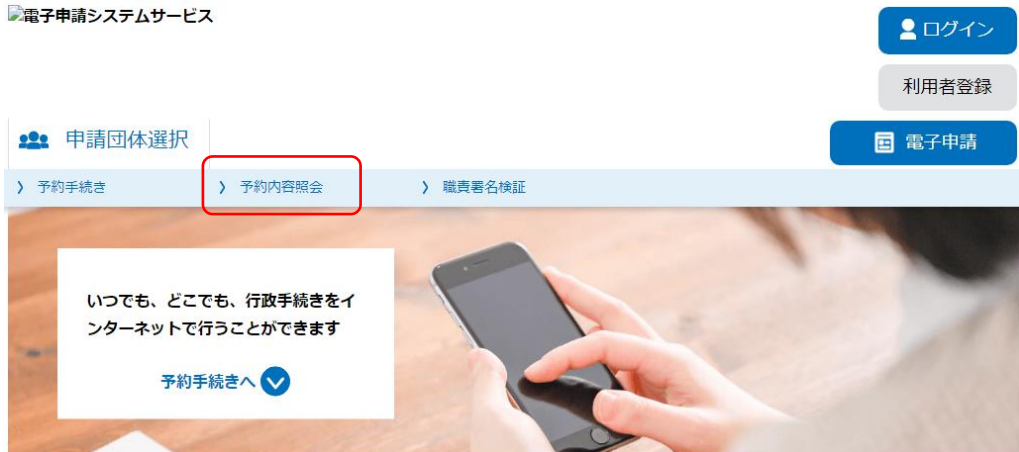 電子申請システムサービス
ログイン
利用者登録
申請団体選択
電子申請
予約手続き
予約内容照会
職責署名検証
いつでも、どこでも、行政手続きをイ
ンターネットで行うことができます
予約手続きへ